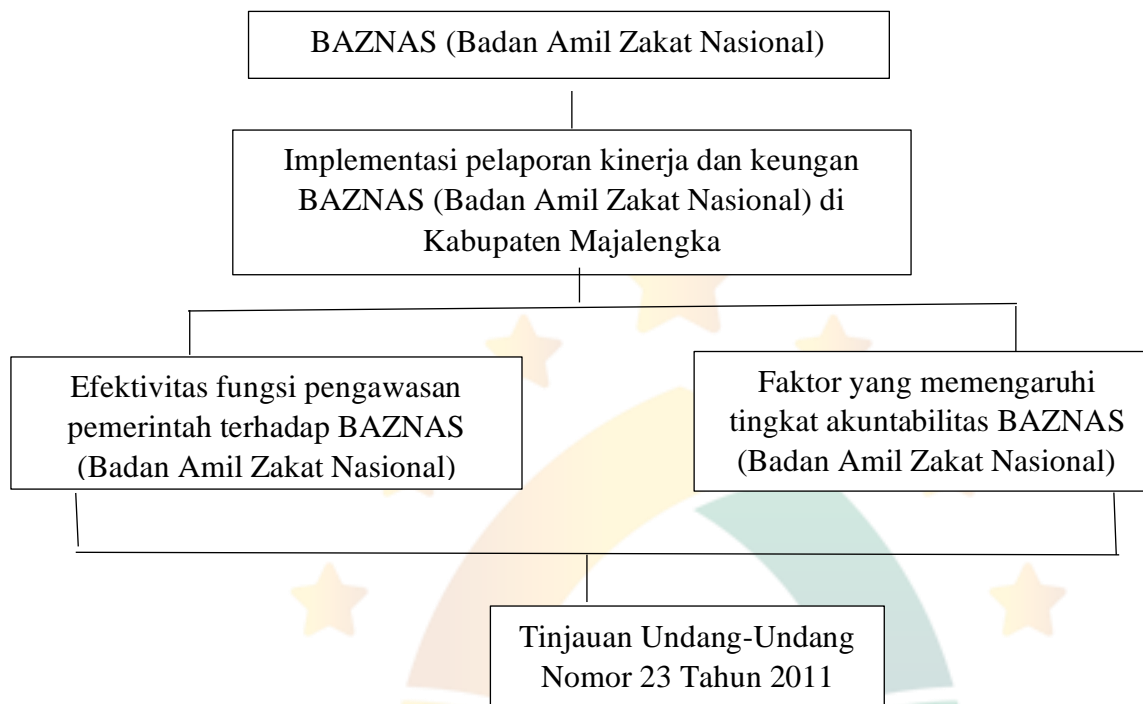 BAZNAS (Badan Amil Zakat Nasional)
Implementasi pelaporan kinerja dan keungan
BAZNAS (Badan Amil Zakat Nasional) di
Kabupaten Majalengka
Efektivitas fungsi pengawasan
pemerintah terhadap BAZNAS
(Badan Amil Zakat Nasional)
Faktor yang memengaruhi
tingkat akuntabilitas BAZNAS
(Badan Amil Zakat Nasional)
Tinjauan Undang-Undang
Nomor 23 Tahun 2011